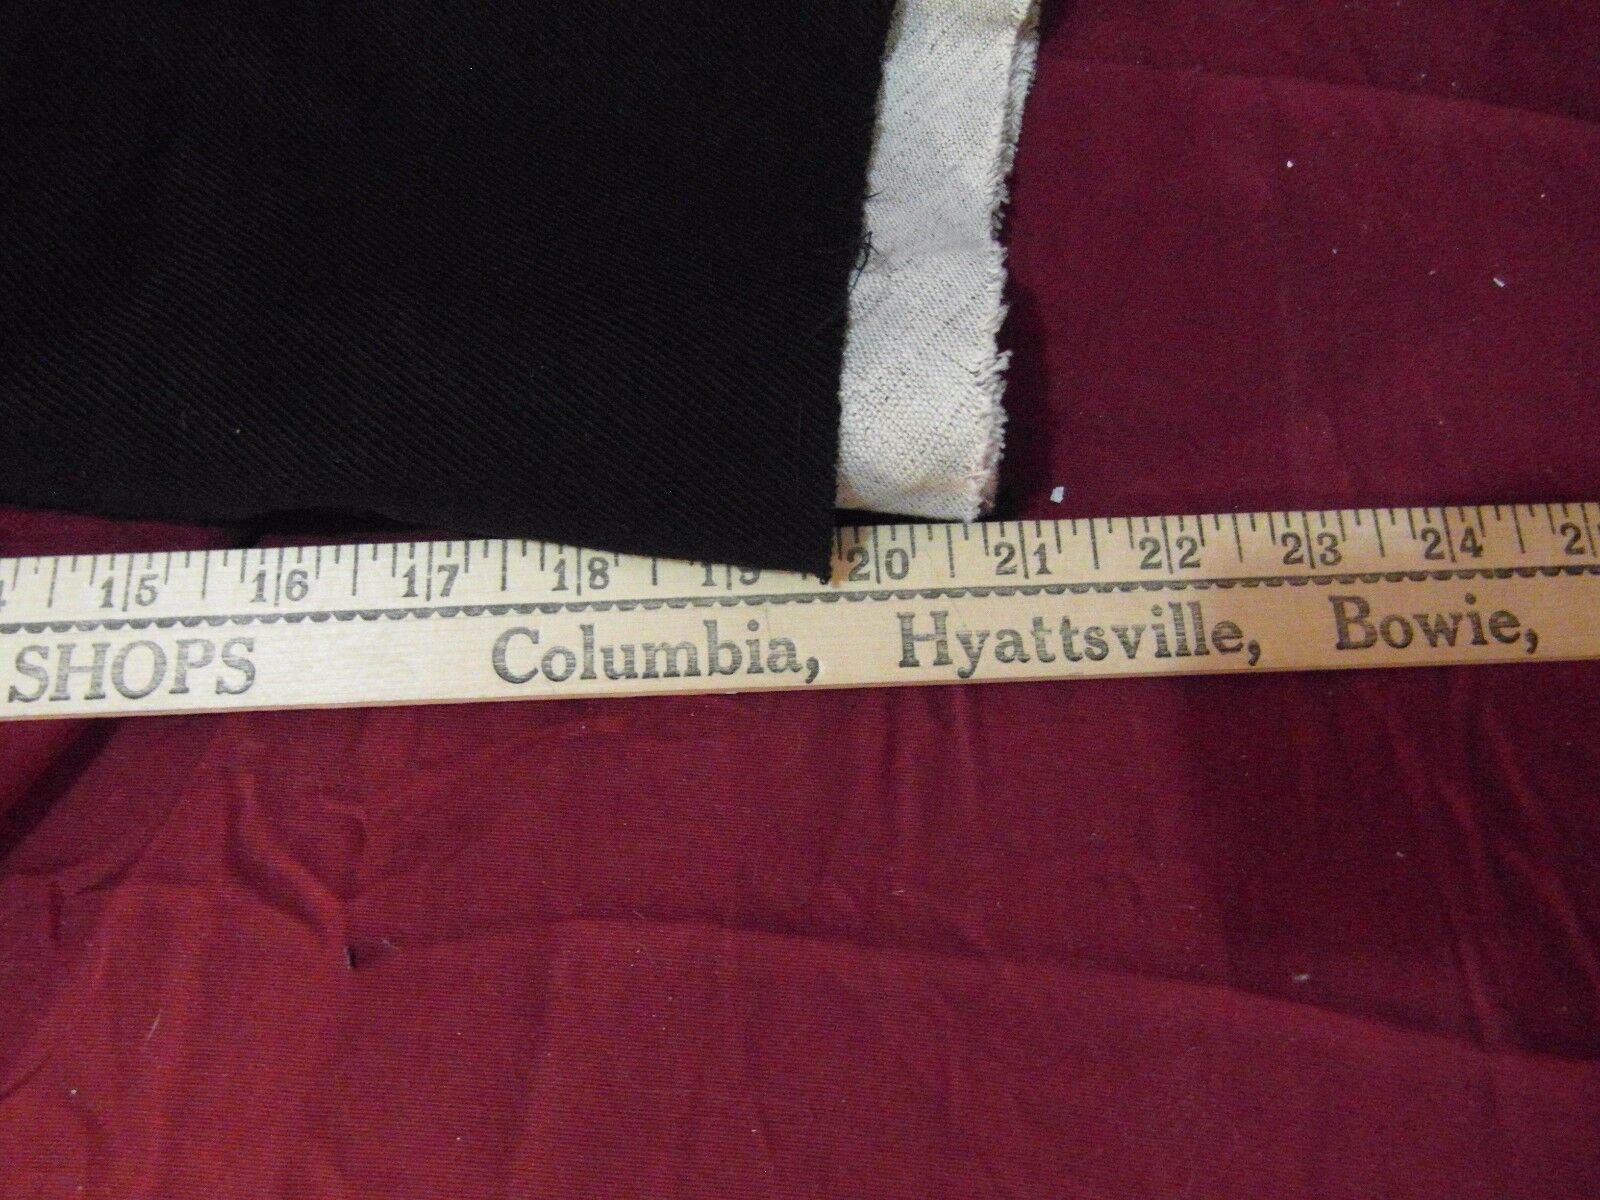 15 16 17 18 19 20 21 22 23 24
SHOPS Columbia, Hyattsville, Bowie,